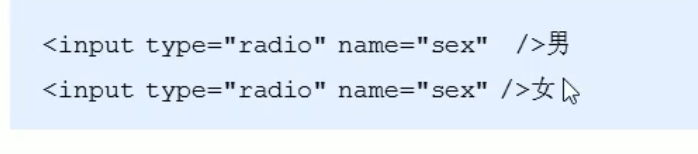 <input type="radio" name="sex"  />男
<input type="radio" name="sex" />女